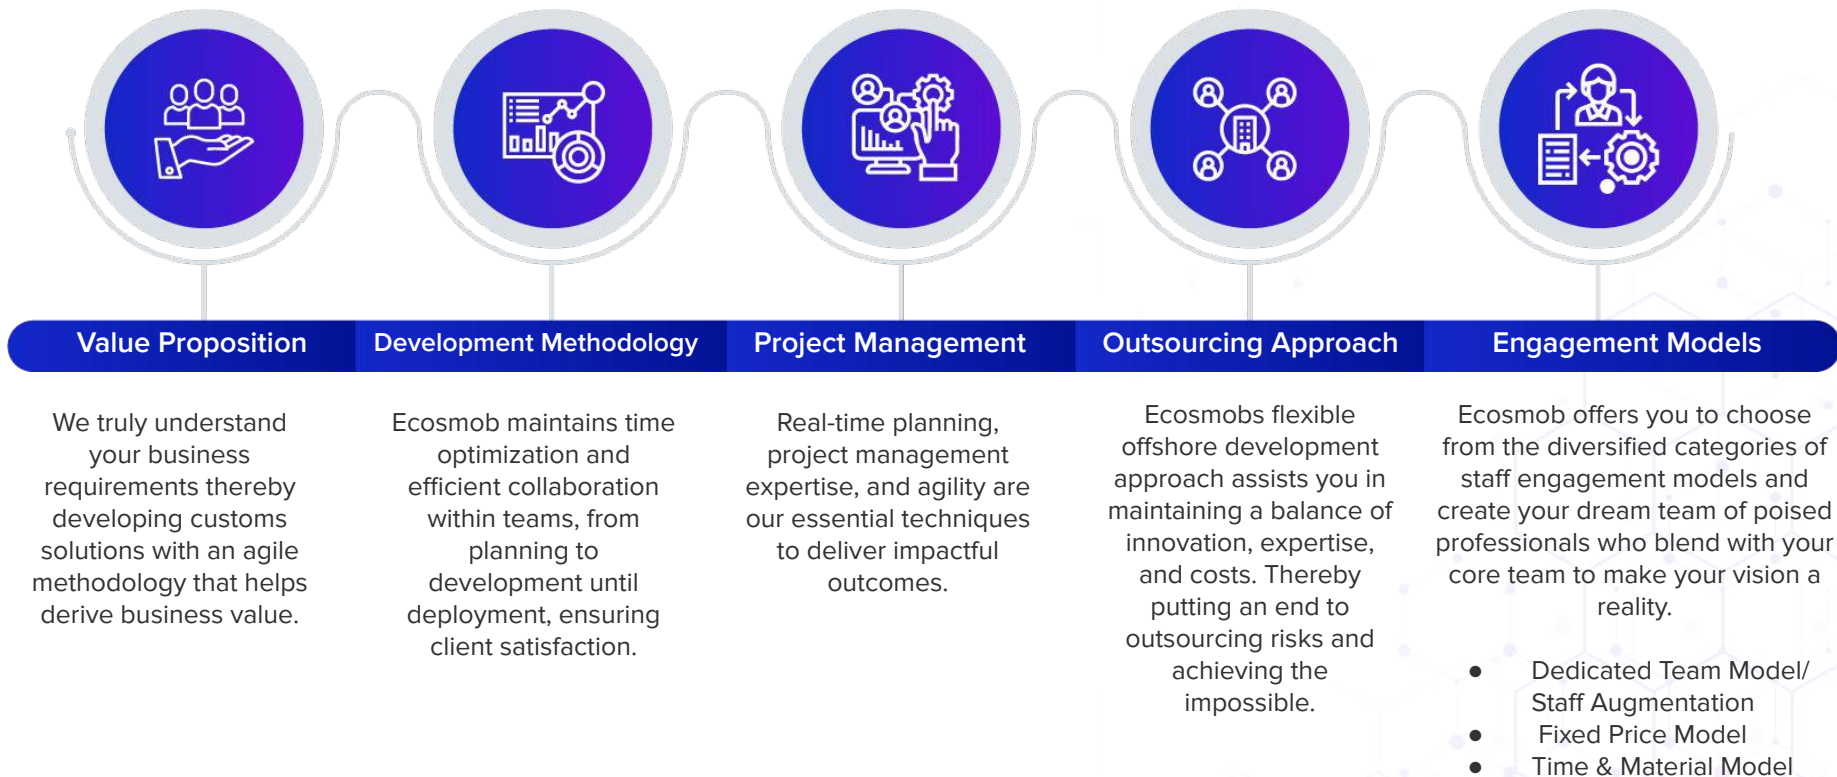 Value Proposition
We truly understand
your business
requirements thereby
developing customs
solutions with an agile
methodology that helps
derive business value.
Development Methodology
Ecosmob maintains time
optimization and
efficient collaboration
within teams, from
planning to
development until
deployment, ensuring
client satisfaction.
Project Management
Real-time planning,
project management
expertise, and agility are
our essential techniques
to deliver impactful
outcomes.
Outsourcing Approach
Ecosmobs flexible
offshore development
approach assists you in
maintaining a balance of
innovation, expertise,
and costs. Thereby
putting an end to
outsourcing risks and
achieving the
impossible.
Engagement Models
Ecosmob offers you to choose
from the diversified categories of
staff engagement models and
create your dream team of poised
professionals who blend with your
core team to make your vision a
reality.
● Dedicated Team Model/
Staff Augmentation
● Fixed Price Model
● Time & Material Model